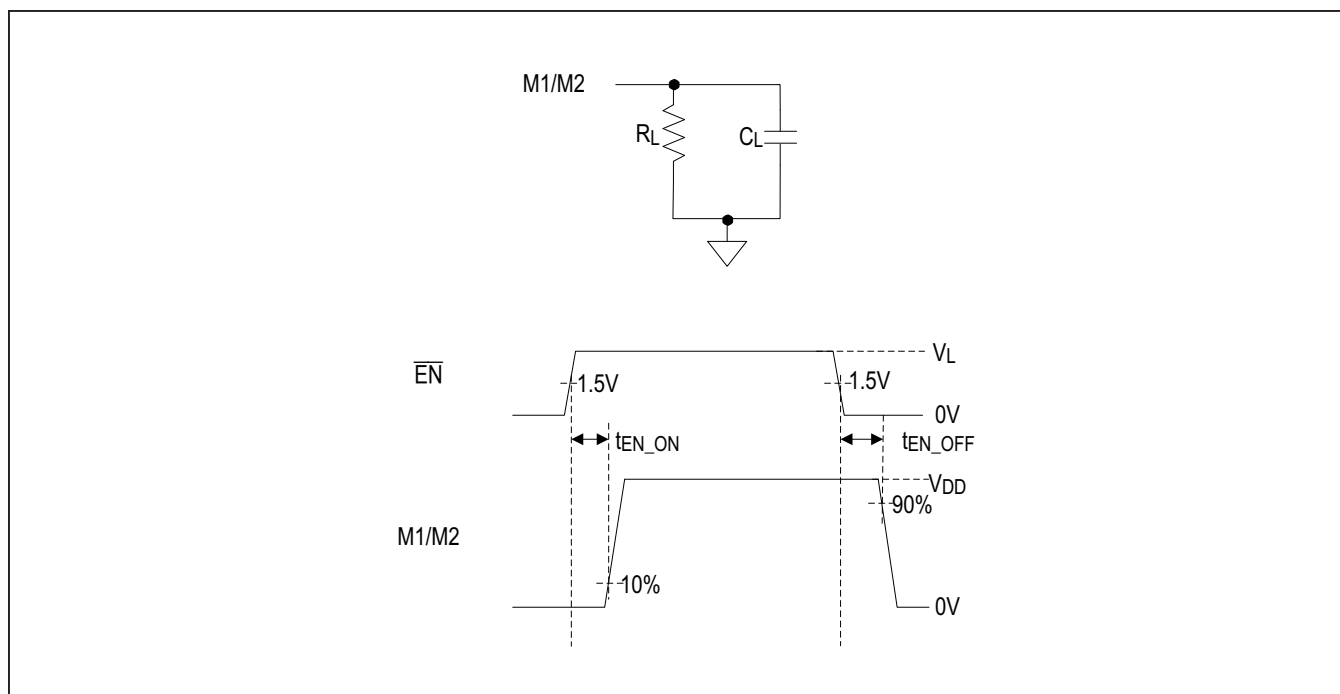 M1/M2
RL
CL
EN
1.5V
1.5V
VL
0V
tEN_ON
tEN_OFF
M1/M2
VDD
90%
10%
0V